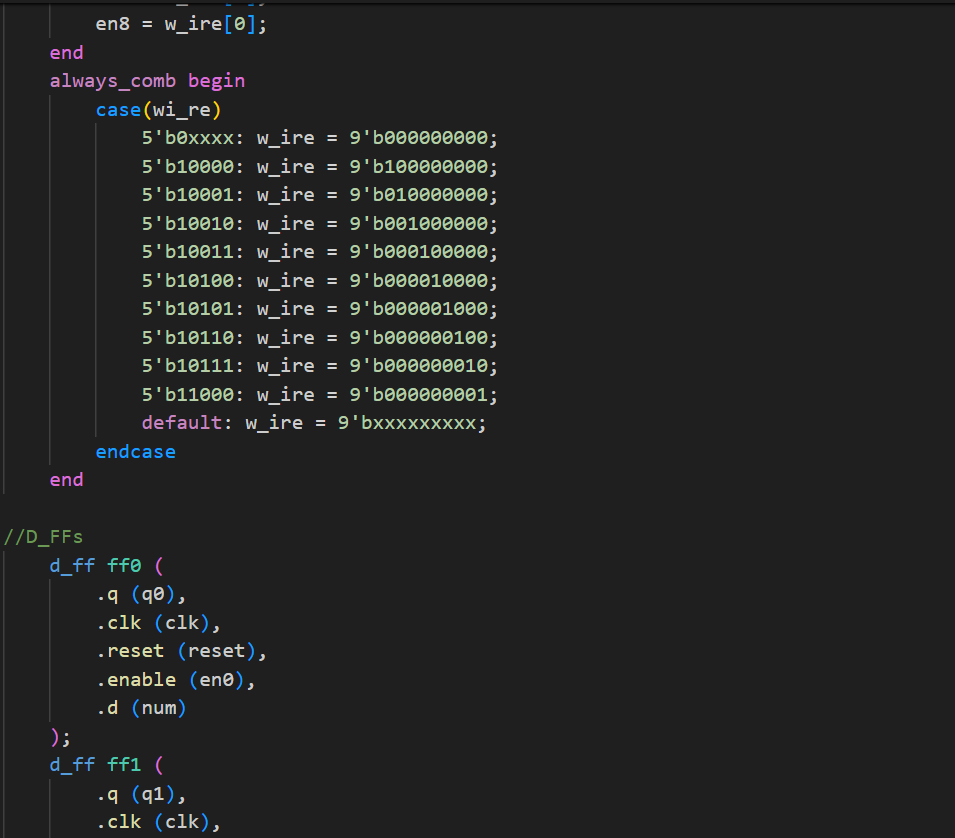 en8 = w_ire[0];
end
always_comb begin
case(wi_re)
5'b0xxxx: w_ire = 9'b000000000;
5'b10000: w_ire = 9'b100000000;
5'b10001: w_ire = 9'b010000000;
5'b10010: w_ire = 9'b001000000;
5'b10011: w_ire = 9'b000100000;
5'b10100: w_ire = 9'b000010000;
5'b10101: w_ire = 9'b000001000;
5'b10110: w_ire = 9'b000000100;
5'b10111: w_ire = 9'b000000010;
5'b11000: w_ire = 9'b000000001;
default: w_ire = 9'bxxxxxxxxx;
endcase
end
//D_FFs
d_ff ff0 (
.q (q0),
.clk (clk),
.reset (reset),
.enable (en0),
.d (num)
);
d_ff ff1 (
.q (q1),
.clk (clk),